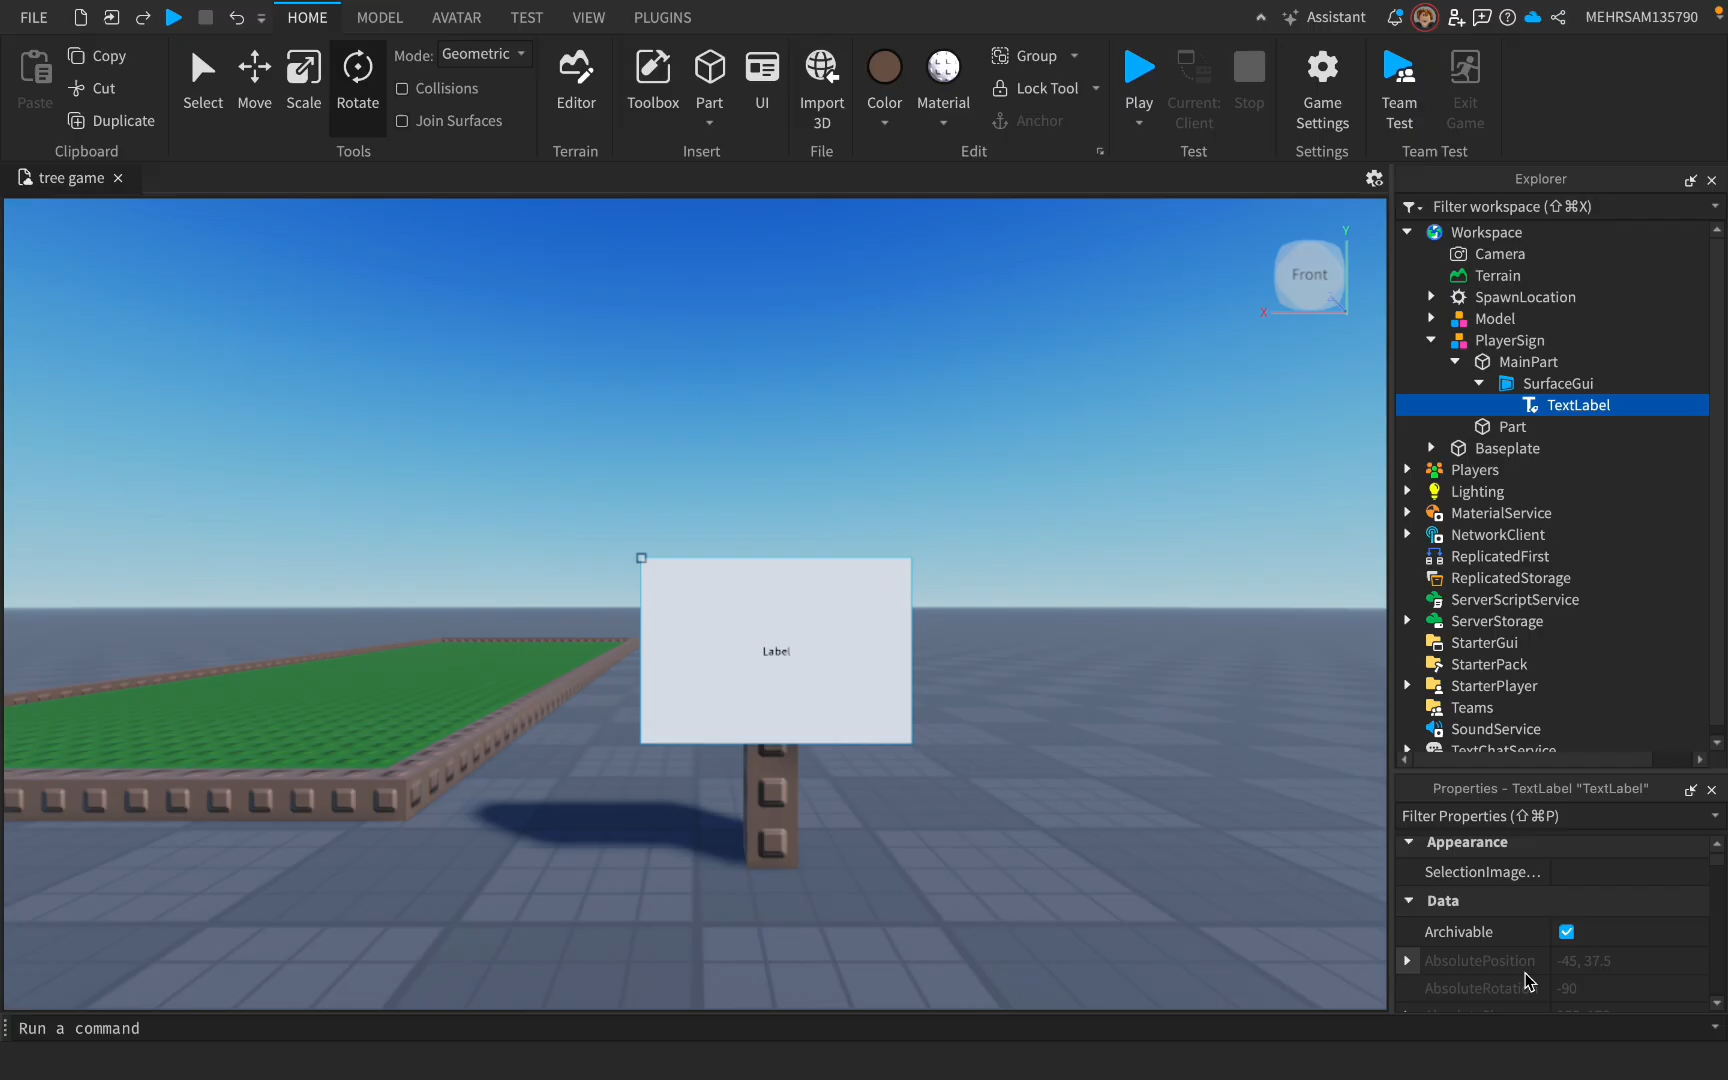 FILE HOME MODEL AVATAR TEST VIEW PLUGINS Assistant MEHRSAM135790
Paste Copy Cut Duplicate
Clipboard
Select Move Scale Rotate
Mode: Geometric
Collisions
Join Surfaces
Tools
Editor
Terrain
Toolbox Part UI
Insert
Import
3D
File
Color Material
Group
Lock Tool
Anchor
Edit
Play Current: Stop
Client
Test
Game
Settings
Settings
Team Exit
Test Game
Team Test
tree game
Front
Y
X
Label
Explorer
Filter workspace (⇧⌘X)
Workspace
Camera
Terrain
SpawnLocation
Model
PlayerSign
MainPart
SurfaceGui
TextLabel
Part
Baseplate
Players
Lighting
MaterialService
NetworkClient
ReplicatedFirst
ReplicatedStorage
ServerScriptService
ServerStorage
StarterGui
StarterPack
StarterPlayer
Teams
SoundService
TextChatService
Properties - TextLabel "TextLabel"
Filter Properties (⇧⌘P)
Appearance
SelectionImage...
Data
Archivable
AbsolutePosition -45, 37.5
-90
Run a command